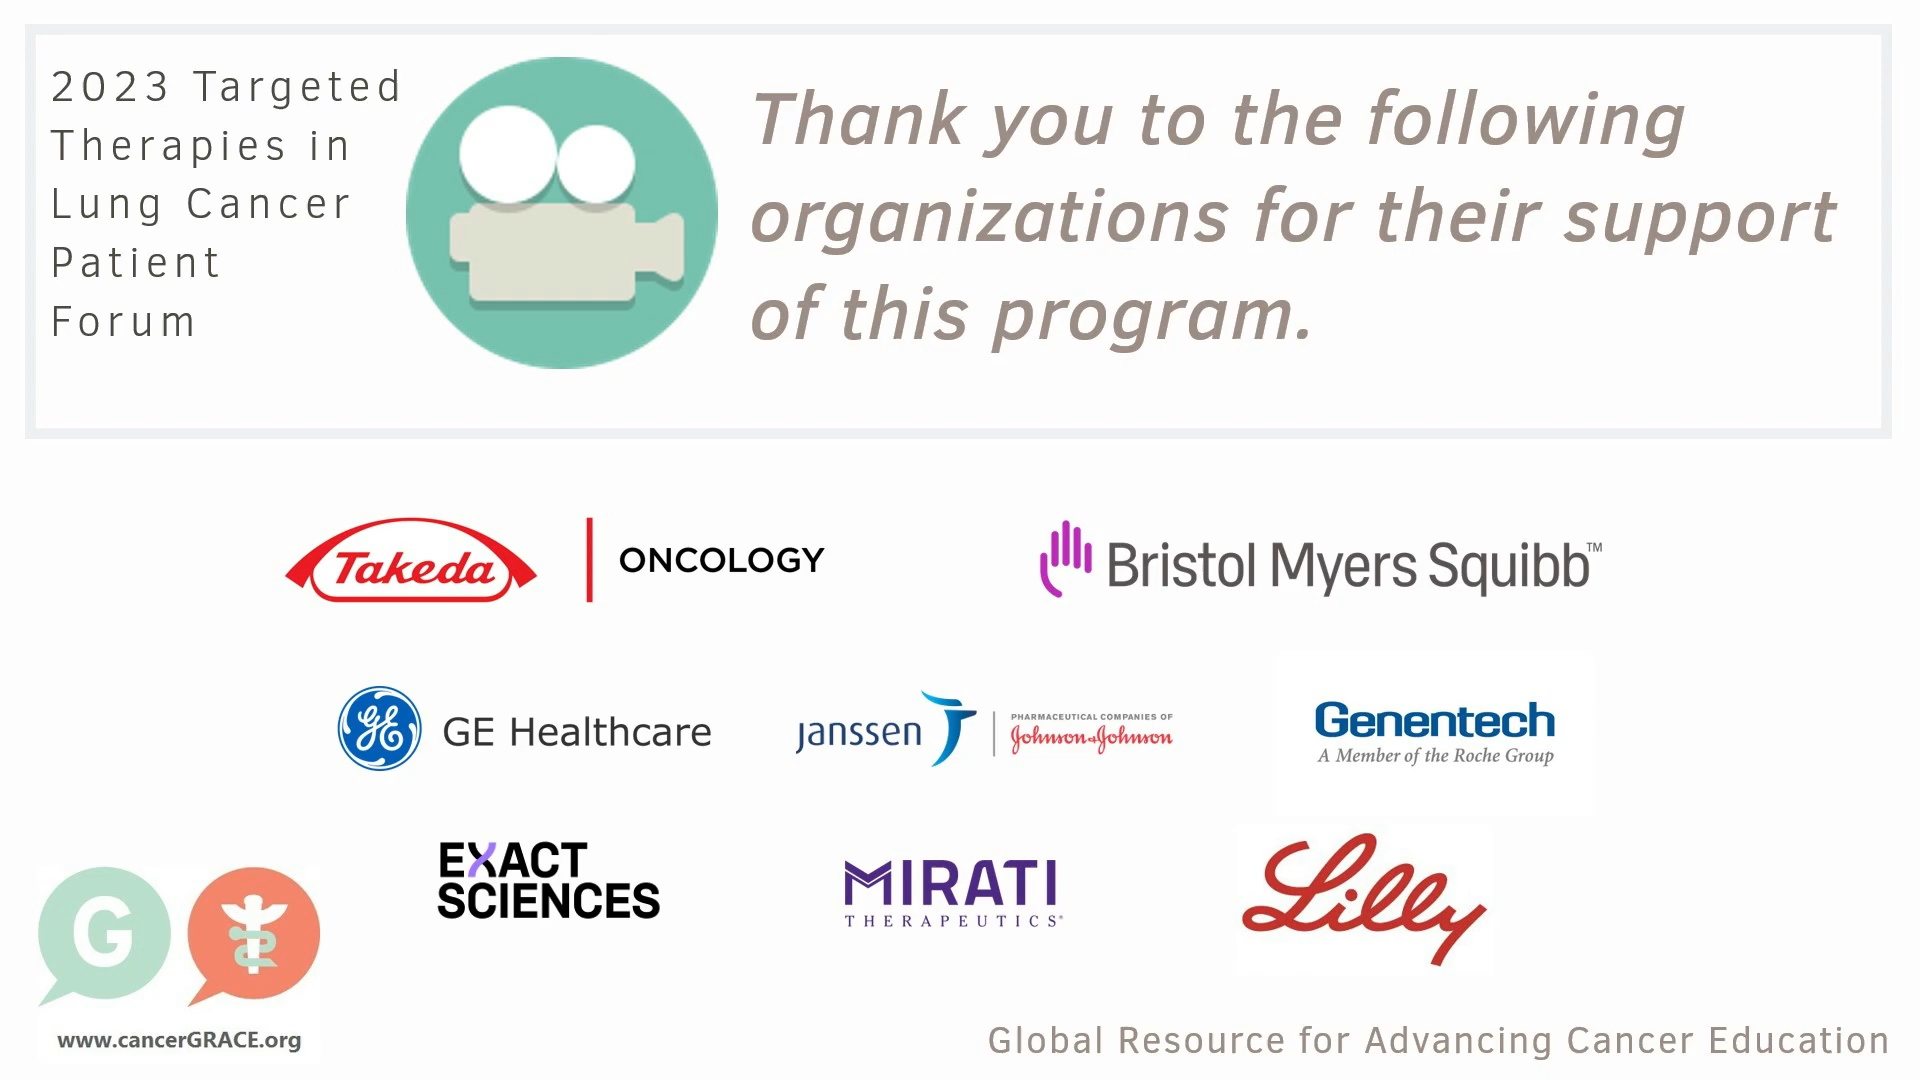 2023 Targeted
Therapies in
Lung Cancer
Patient
Forum
Thank you to the following
organizations for their support
of this program.
Takeda ONCOLOGY
Bristol Myers Squibb™
GE GE Healthcare
janssen PHARMACEUTICAL COMPANIES OF
Johnson & Johnson
Genentech
A Member of the Roche Group
EXACT
SCIENCES
MIRATI
THERAPEUTICS®
Lilly
G
www.cancerGRACE.org
Global Resource for Advancing Cancer Education